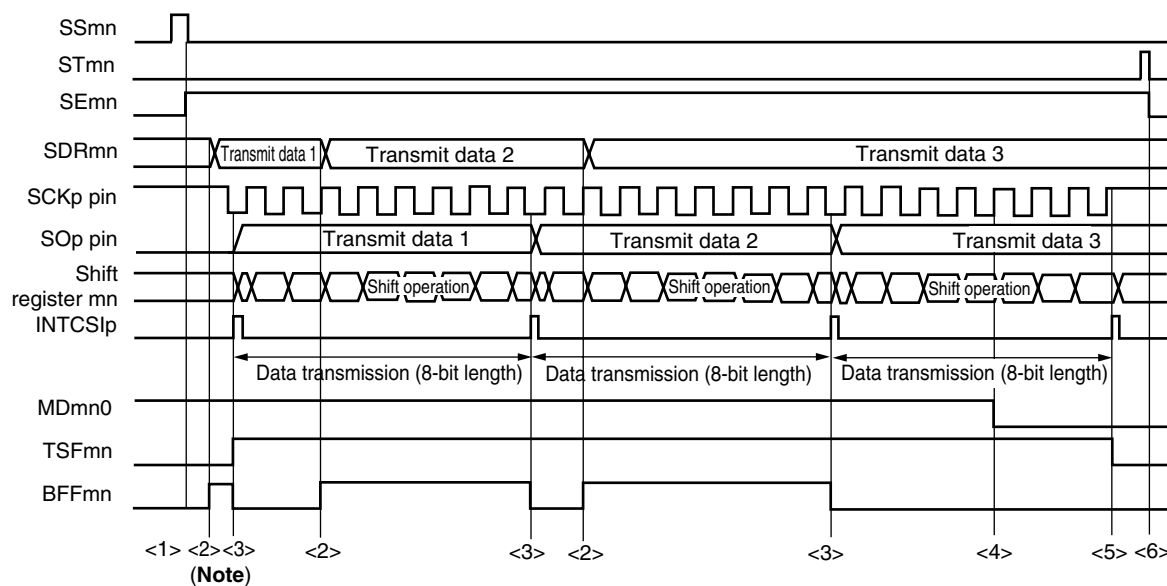 SSmn
STmn
SEmn
SDRmn Transmit data 1 Transmit data 2 Transmit data 3
SCKp pin
SOp pin Transmit data 1 Transmit data 2 Transmit data 3
Shift
register mn Shift operation Shift operation Shift operation
INTCSIp
Data transmission (8-bit length) Data transmission (8-bit length) Data transmission (8-bit length)
MDmn0
TSFmn
BFFmn
<1> <2> <3> <2> <3> <2> <3> <4> <5> <6>
(Note)